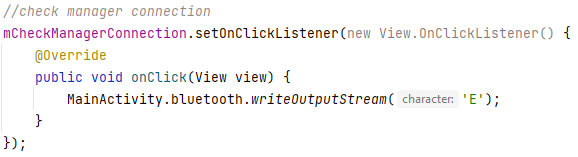 //check manager connection
mCheckManagerConnection.setOnClickListener(new View.OnClickListener() {
    @Override
    public void onClick(View view) {
        MainActivity.bluetooth.writeOutputStream( character: 'E');
    }
});